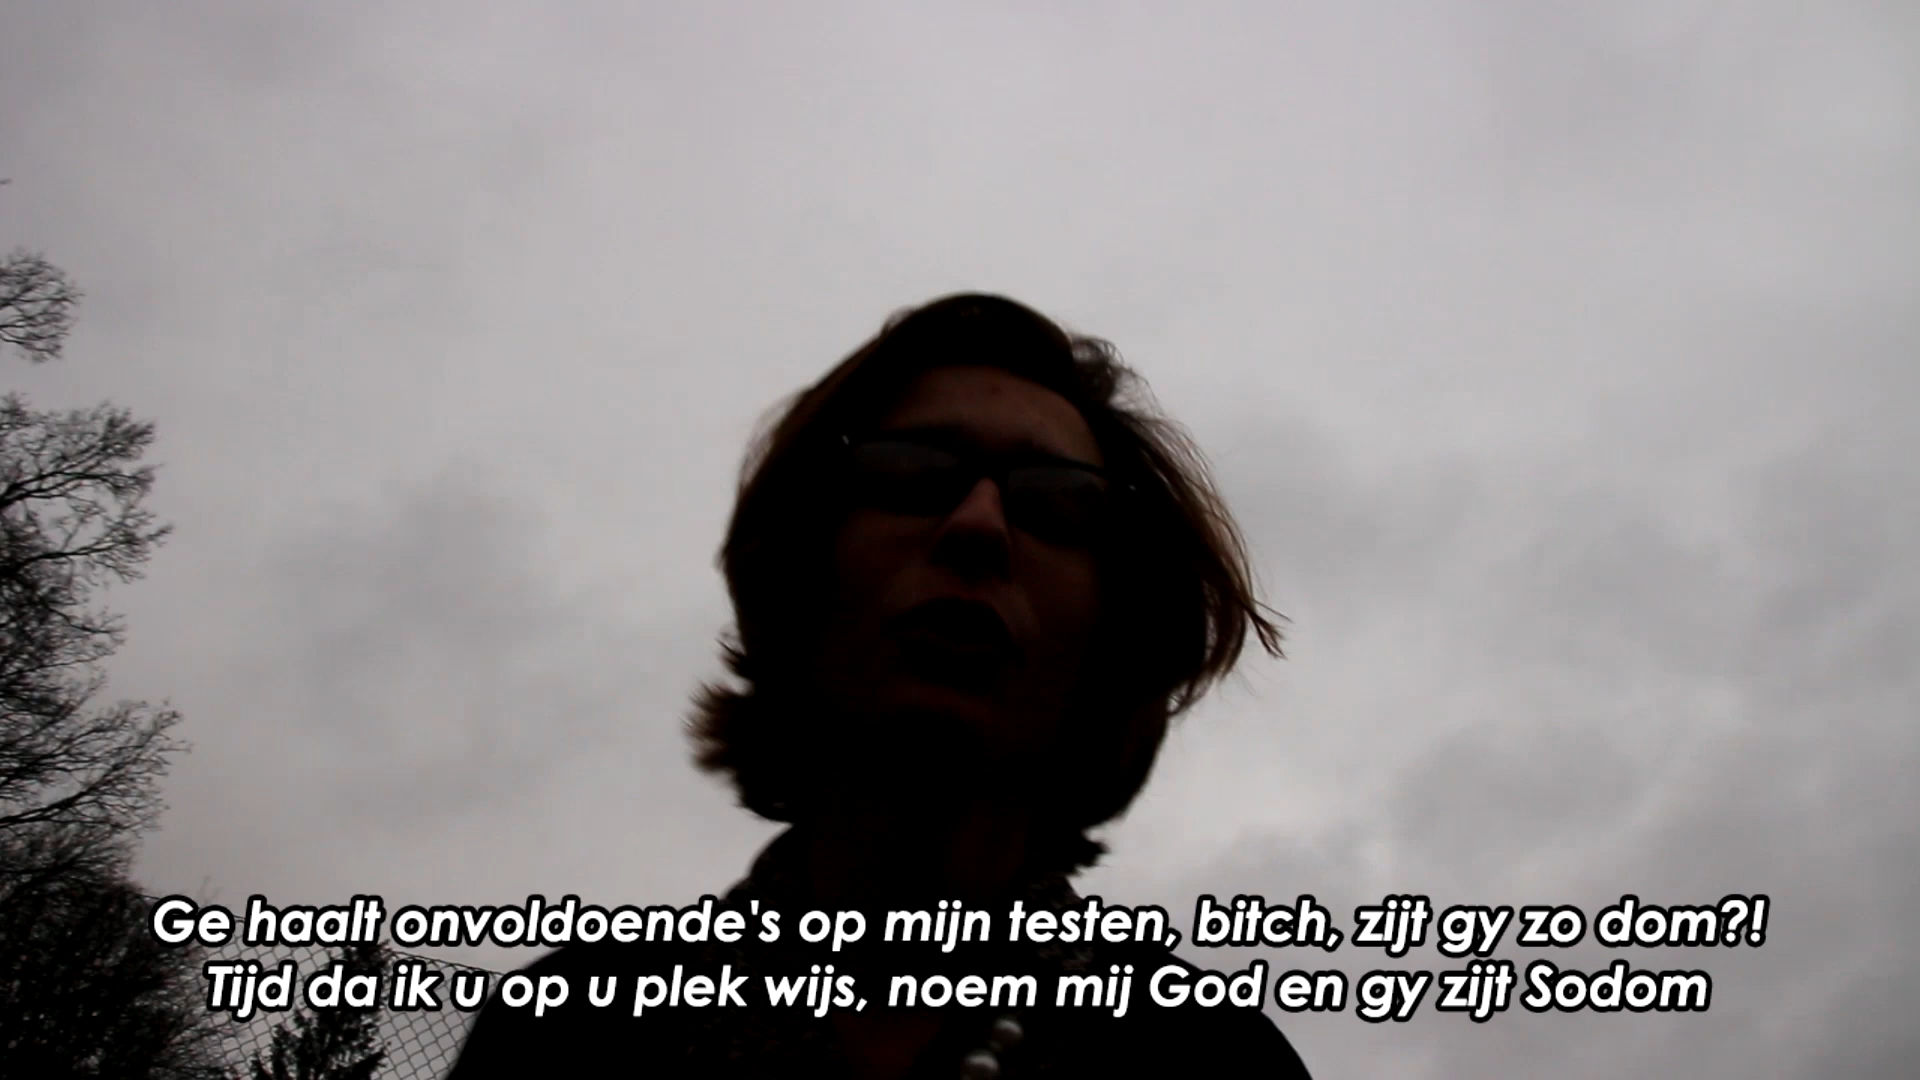 Ge haalt onvoldoende's op mijn testen, bitch, zijt gy zo dom?!
Tijd da ik u op u plek wijs, noem mij God en gy zijt Sodom